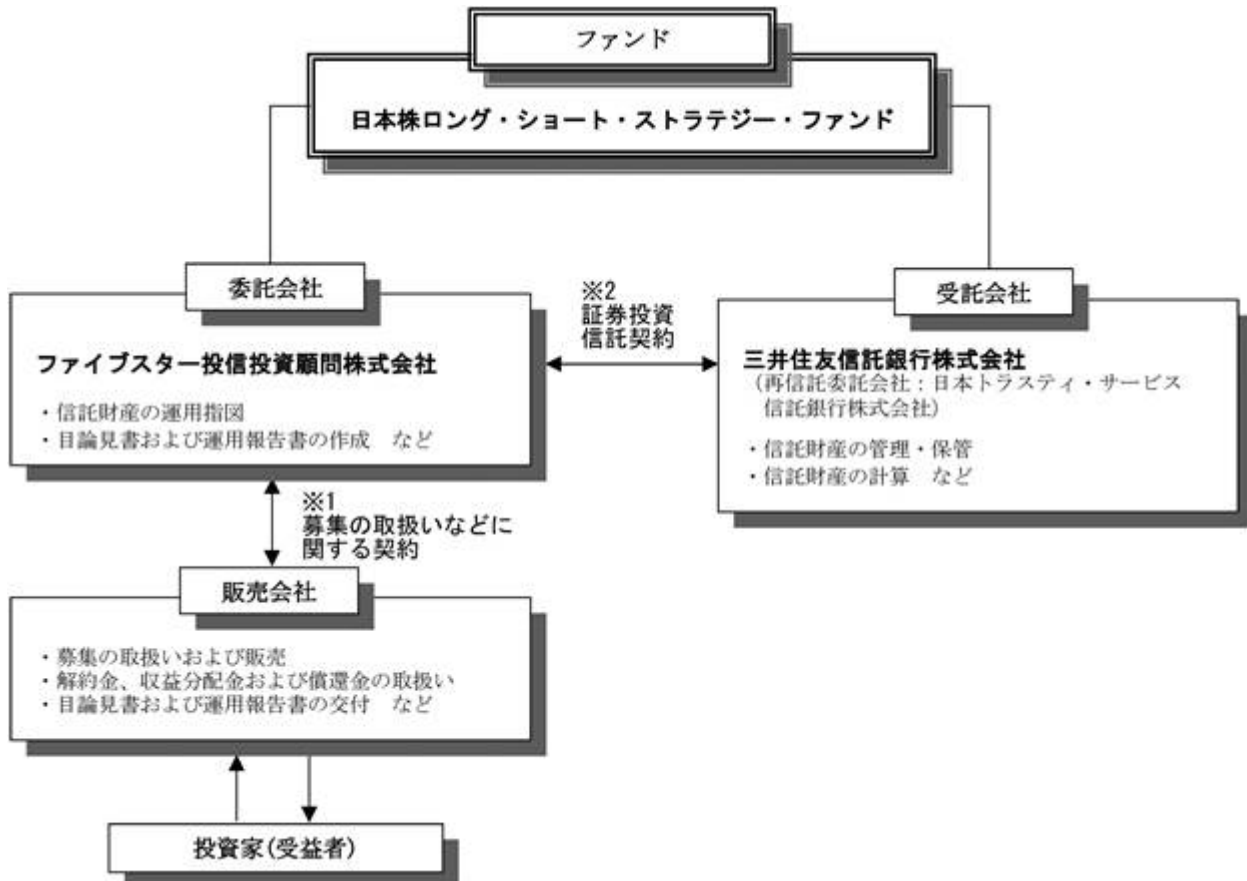 ファンド
日本株ロング・ショート・ストラテジー・ファンド
委託会社
ファイブスター投信投資顧問株式会社
・信託財産の運用指図
・目論見書および運用報告書の作成　など
※2
証券投資
信託契約
受託会社
三井住友信託銀行株式会社
（再信託委託会社：日本トラスティ・サービス
信託銀行株式会社）
・信託財産の管理・保管
・信託財産の計算　など
※1
募集の取扱いなどに
関する契約
販売会社
・募集の取扱いおよび販売
・解約金、収益分配金および償還金の取扱い
・目論見書および運用報告書の交付　など
投資家(受益者)